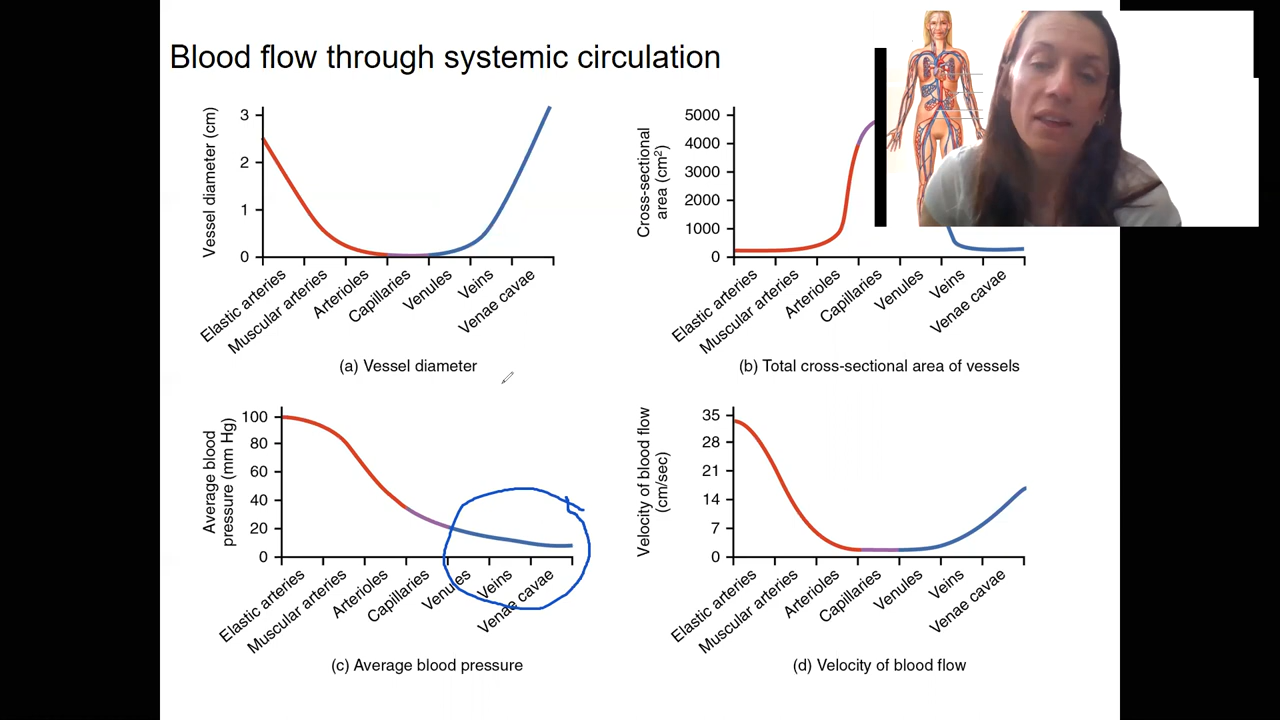 Blood flow through systemic circulation
Vessel diameter (cm)
3
2
1
0
Elastic arteries
Muscular arteries
Arterioles
Capillaries
Venules
Veins
Venae cavae
(a) Vessel diameter
Cross-sectional
area (cm²)
5000
4000
3000
2000
1000
0
Elastic arteries
Muscular arteries
Arterioles
Capillaries
Venules
Veins
Venae cavae
(b) Total cross-sectional area of vessels
Average blood
pressure (mm Hg)
100
80
60
40
20
0
Elastic arteries
Muscular arteries
Arterioles
Capillaries
Venules
Veins
Venae cavae
(c) Average blood pressure
Velocity of blood flow
(cm/sec)
35
28
21
14
7
0
Elastic arteries
Muscular arteries
Arterioles
Capillaries
Venules
Veins
Venae cavae
(d) Velocity of blood flow